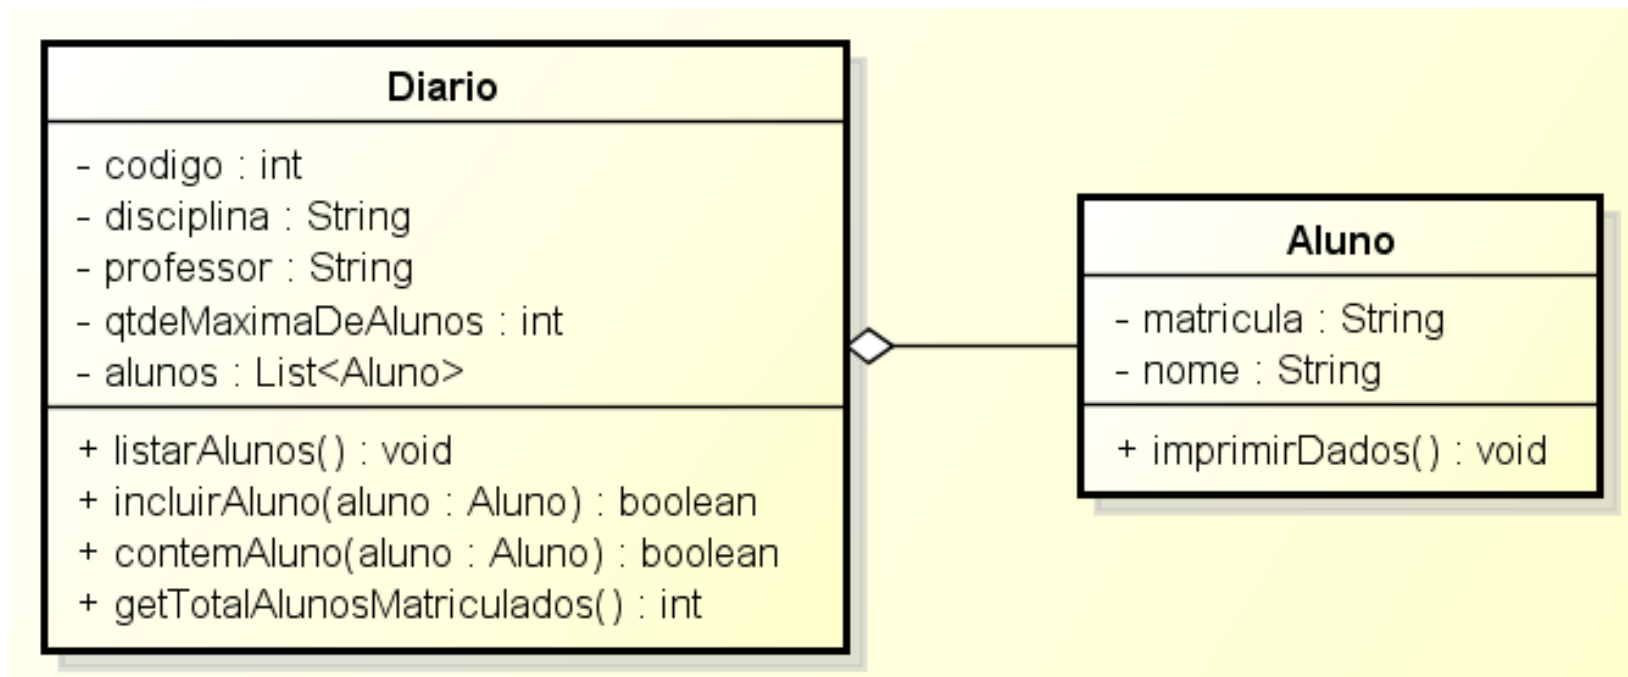 Diario
- codigo : int
- disciplina : String
- professor : String
- qtdeMaximaDeAlunos : int
- alunos : List<Aluno>
+ listarAlunos() : void
+ incluirAluno(aluno : Aluno) : boolean
+ contemAluno(aluno : Aluno) : boolean
+ getTotalAlunosMatriculados() : int
Aluno
- matricula : String
- nome : String
+ imprimirDados() : void